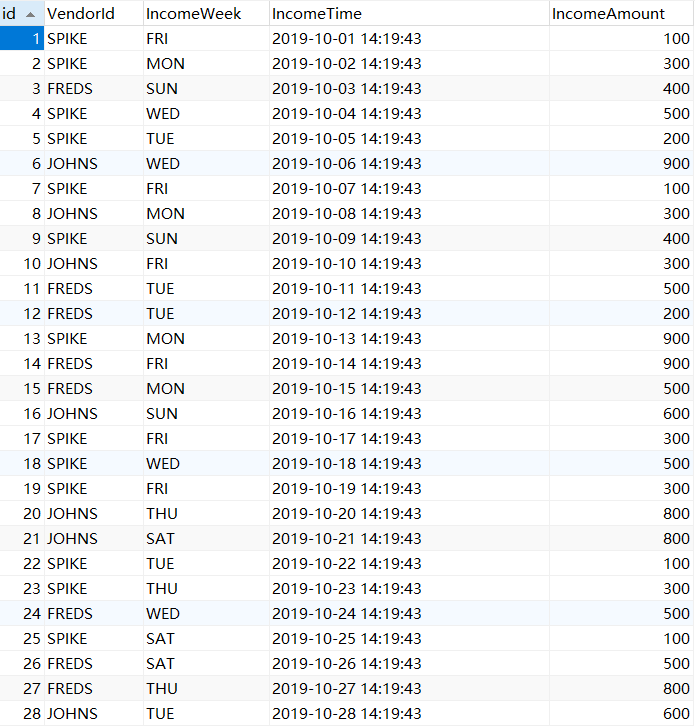 id VendorId IncomeWeek IncomeTime IncomeAmount
1 SPIKE FRI 2019-10-01 14:19:43 100
2 SPIKE MON 2019-10-02 14:19:43 300
3 FREDS SUN 2019-10-03 14:19:43 400
4 SPIKE WED 2019-10-04 14:19:43 500
5 SPIKE TUE 2019-10-05 14:19:43 200
6 JOHNS WED 2019-10-06 14:19:43 900
7 SPIKE FRI 2019-10-07 14:19:43 100
8 JOHNS MON 2019-10-08 14:19:43 300
9 SPIKE SUN 2019-10-09 14:19:43 400
10 JOHNS FRI 2019-10-10 14:19:43 300
11 FREDS TUE 2019-10-11 14:19:43 500
12 FREDS TUE 2019-10-12 14:19:43 200
13 SPIKE MON 2019-10-13 14:19:43 900
14 FREDS FRI 2019-10-14 14:19:43 900
15 FREDS MON 2019-10-15 14:19:43 500
16 JOHNS SUN 2019-10-16 14:19:43 600
17 SPIKE FRI 2019-10-17 14:19:43 300
18 SPIKE WED 2019-10-18 14:19:43 500
19 SPIKE FRI 2019-10-19 14:19:43 300
20 JOHNS THU 2019-10-20 14:19:43 800
21 JOHNS SAT 2019-10-21 14:19:43 800
22 SPIKE TUE 2019-10-22 14:19:43 100
23 SPIKE THU 2019-10-23 14:19:43 300
24 FREDS WED 2019-10-24 14:19:43 500
25 SPIKE SAT 2019-10-25 14:19:43 100
26 FREDS SAT 2019-10-26 14:19:43 500
27 FREDS THU 2019-10-27 14:19:43 800
28 JOHNS TUE 2019-10-28 14:19:43 600